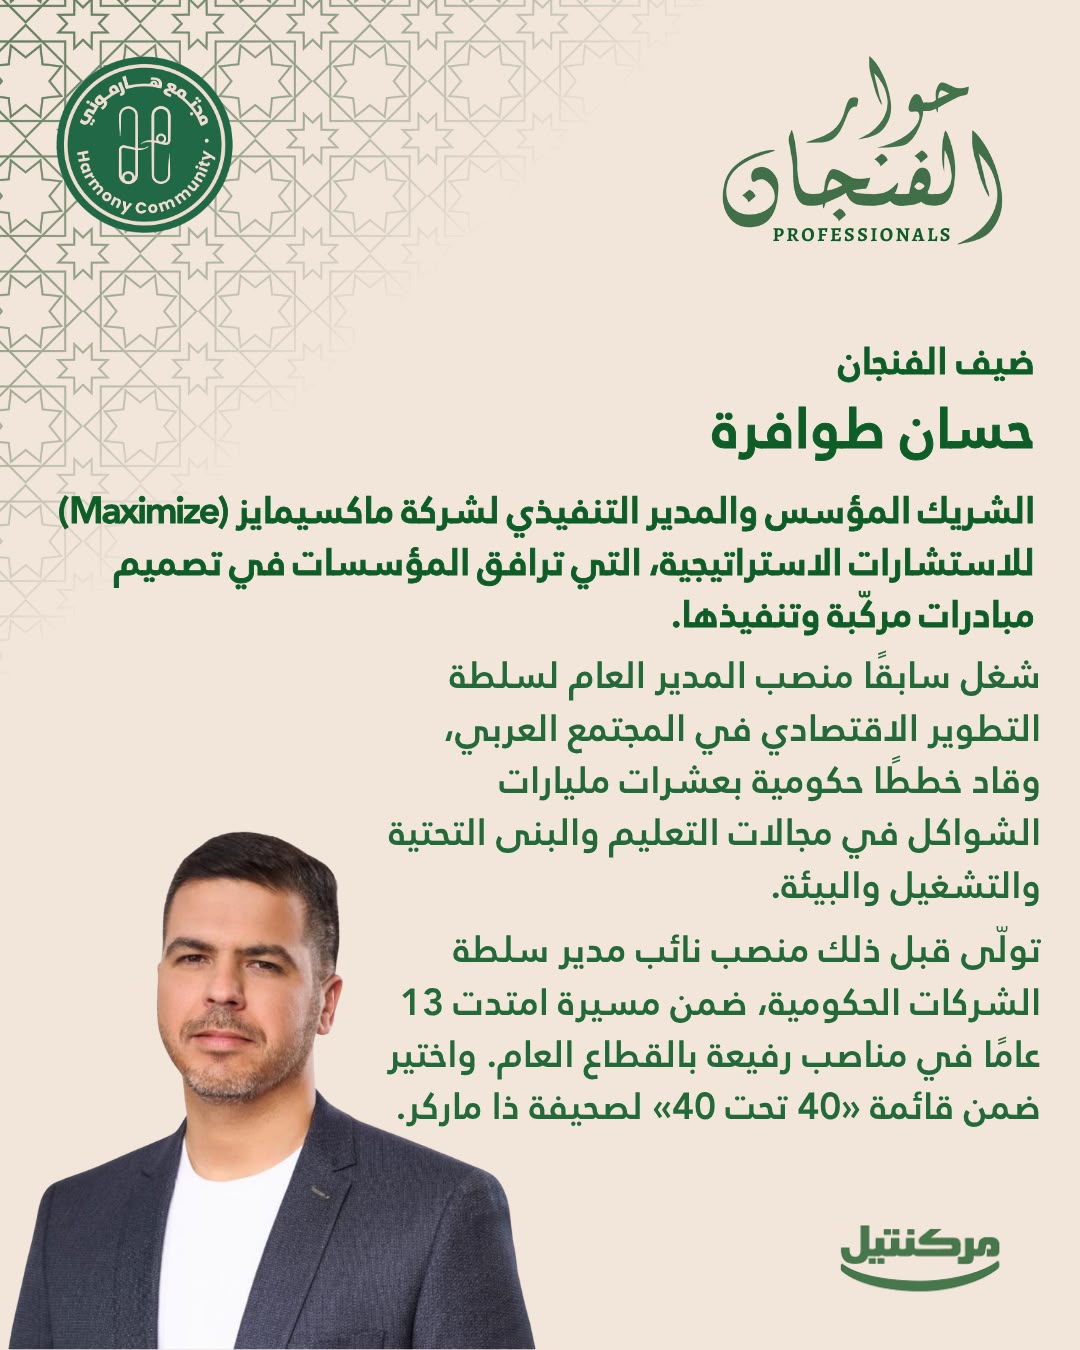 مجتمع هارموني
Harmony Community
حوار
الفنجان
PROFESSIONALS
ضيف الفنجان
حسان طوافرة
الشريك المؤسس والمدير التنفيذي لشركة ماكسيمايز (Maximize)
للاستشارات الاستراتيجية، التي ترافق المؤسسات في تصميم
مبادرات مركّبة وتنفيذها.
شغل سابقًا منصب المدير العام لسلطة
التطوير الاقتصادي في المجتمع العربي،
وقاد خططًا حكومية بعشرات مليارات
الشواكل في مجالات التعليم والبنى التحتية
والتشغيل والبيئة.
تولّى قبل ذلك منصب نائب مدير سلطة
الشركات الحكومية، ضمن مسيرة امتدت 13
عامًا في مناصب رفيعة بالقطاع العام. واختير
ضمن قائمة «40 تحت 40» لصحيفة ذا ماركر.
مركنتيل